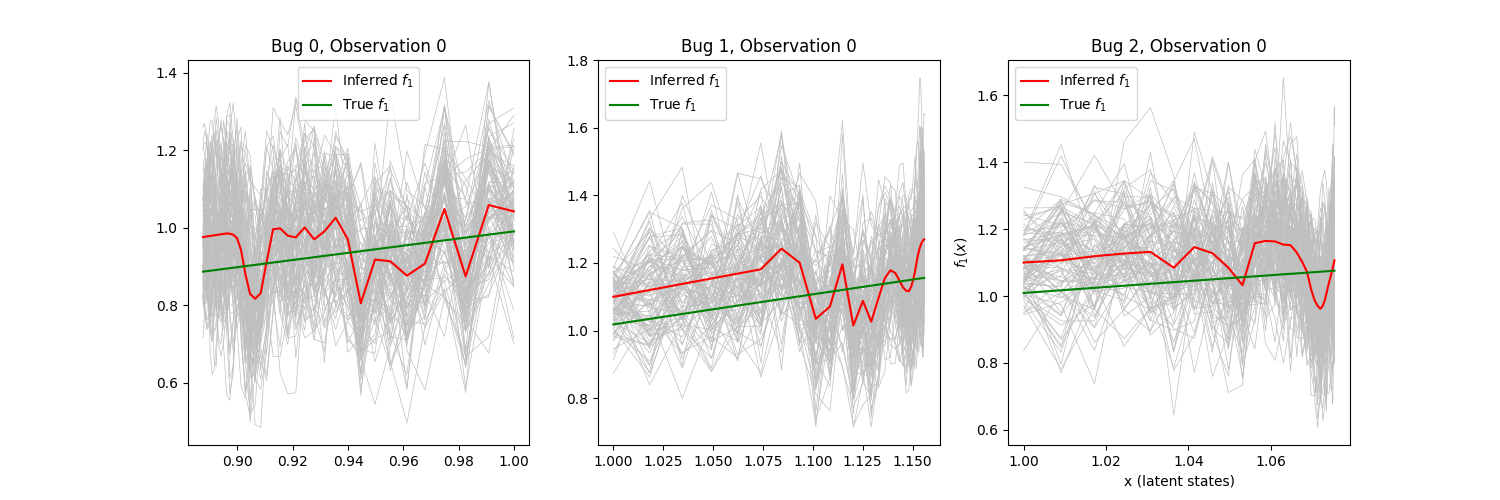 Bug 0, Observation 0
Inferred f₁
True f₁
1.4
1.2
1.0
0.8
0.6
0.90 0.92 0.94 0.96 0.98 1.00
Bug 1, Observation 0
Inferred f₁
True f₁
1.8
1.6
1.4
1.2
1.0
0.8
1.000 1.025 1.050 1.075 1.100 1.125 1.150
Bug 2, Observation 0
Inferred f₁
True f₁
f₁(x)
1.6
1.4
1.2
1.0
0.8
0.6
1.00 1.02 1.04 1.06
x (latent states)